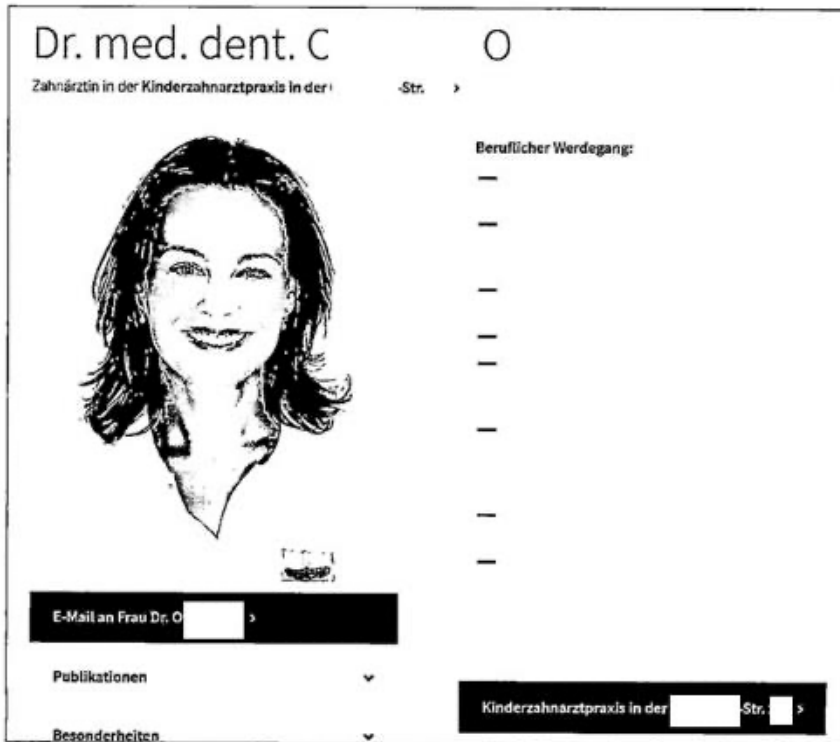 Dr. med. dent. C O
Zahnärztin in der Kinderzahnarztpraxis in der -Str. >
Beruflicher Werdegang:
—
—
—
—
—
—
—
—
E-Mail an Frau Dr. O >
Publikationen
Besonderheiten
Kinderzahnarztpraxis in der -Str. >